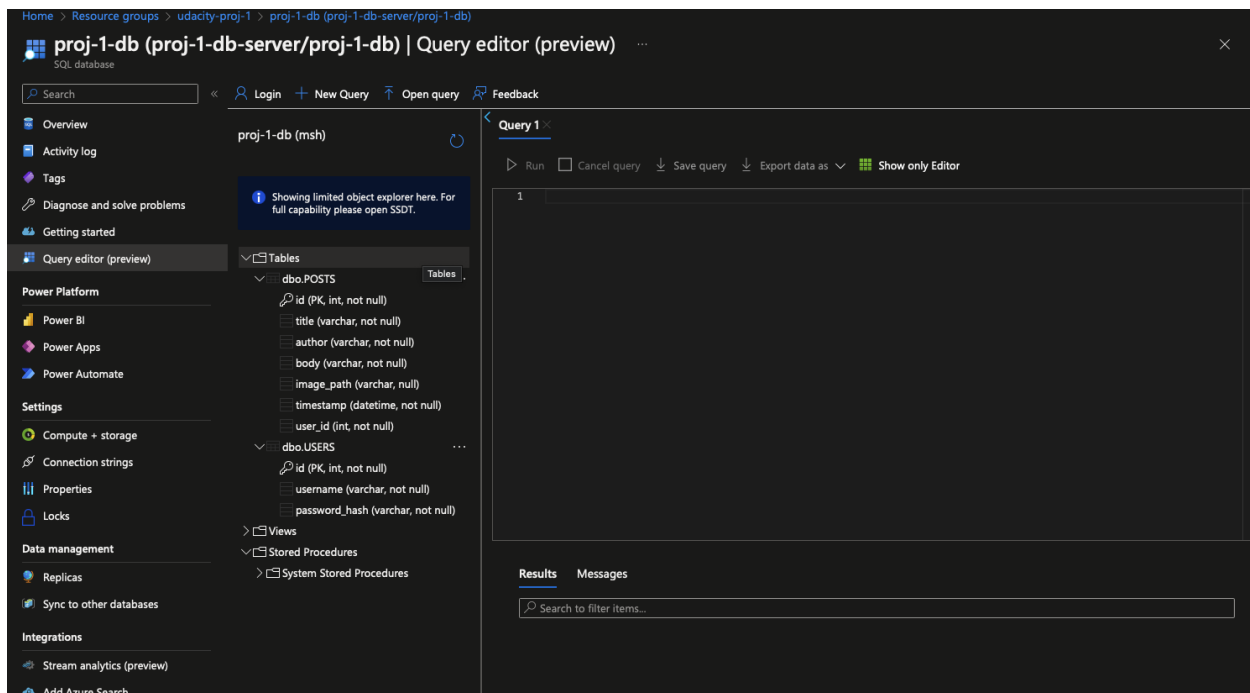 Home > Resource groups > udacity-proj-1 > proj-1-db (proj-1-db-server/proj-1-db)
proj-1-db (proj-1-db-server/proj-1-db) | Query editor (preview) ...
SQL database
Search «
Overview
Activity log
Tags
Diagnose and solve problems
Getting started
Query editor (preview)
Power Platform
Power BI
Power Apps
Power Automate
Settings
Compute + storage
Connection strings
Properties
Locks
Data management
Replicas
Sync to other databases
Integrations
Stream analytics (preview)
Add Azure Search
Login New Query Open query Feedback
proj-1-db (msh)
Showing limited object explorer here. For
full capability please open SSDT.
Tables
Tables
dbo.POSTS
id (PK, int, not null)
title (varchar, not null)
author (varchar, not null)
body (varchar, not null)
image_path (varchar, null)
timestamp (datetime, not null)
user_id (int, not null)
dbo.USERS ...
id (PK, int, not null)
username (varchar, not null)
password_hash (varchar, not null)
Views
Stored Procedures
System Stored Procedures
Query 1
Run Cancel query Save query Export data as Show only Editor
1
Results Messages
Search to filter items...